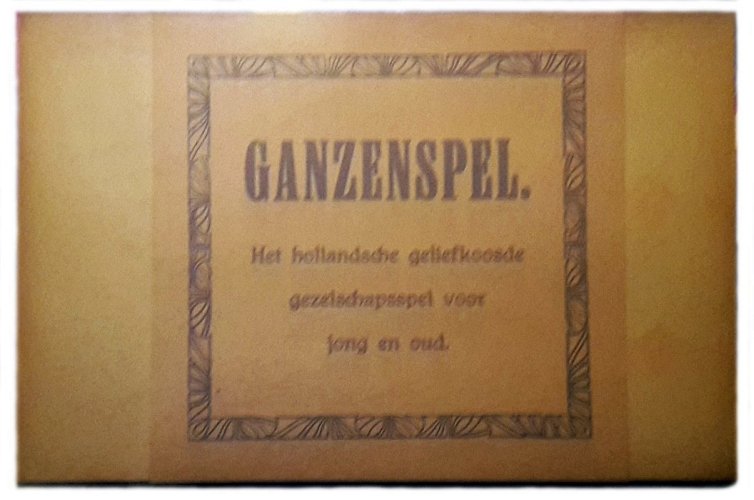 GANZENSPEL.
Het hollandsche geliefkoosde
gezelschapsspel voor
jong en oud.